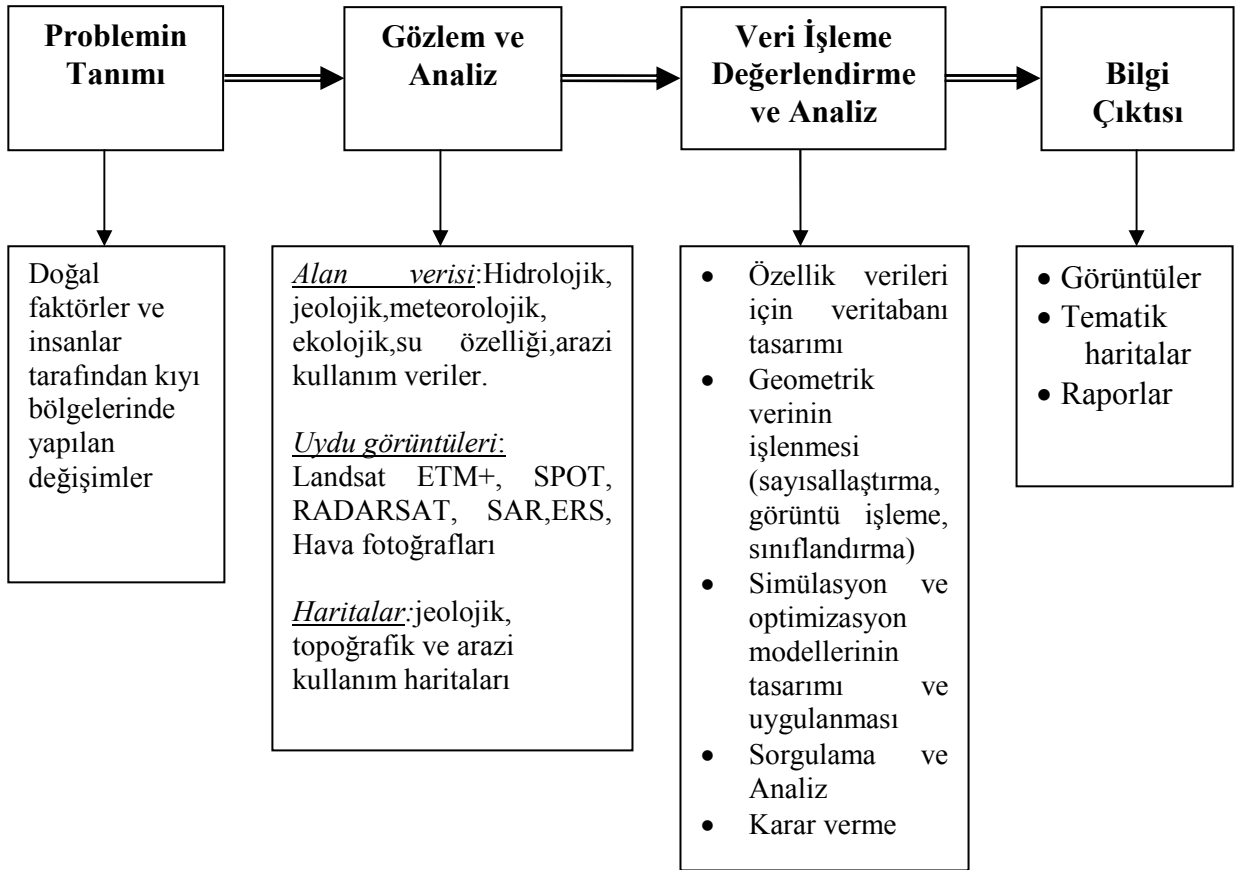 Problemin
Tanımı
Gözlem ve
Analiz
Veri İşleme
Değerlendirme
ve Analiz
Bilgi
Çıktısı
Doğal
faktörler ve
insanlar
tarafından kıyı
bölgelerinde
yapılan
değişimler
Alan verisi:Hidrolojik,
jeolojik,meteorolojik,
ekolojik,su özelliği,arazi
kullanım veriler.
Uydu görüntüleri:
Landsat ETM+, SPOT,
RADARSAT, SAR,ERS,
Hava fotoğrafları
Haritalar:jeolojik,
topoğrafik ve arazi
kullanım haritaları
• Özellik verileri
için veritabanı
tasarımı
• Geometrik
verinin
işlenmesi
(sayısallaştırma,
görüntü işleme,
sınıflandırma)
• Simülasyon ve
optimizasyon
modellerinin
tasarımı ve
uygulanması
• Sorgulama ve
Analiz
• Karar verme
• Görüntüler
• Tematik
haritalar
• Raporlar